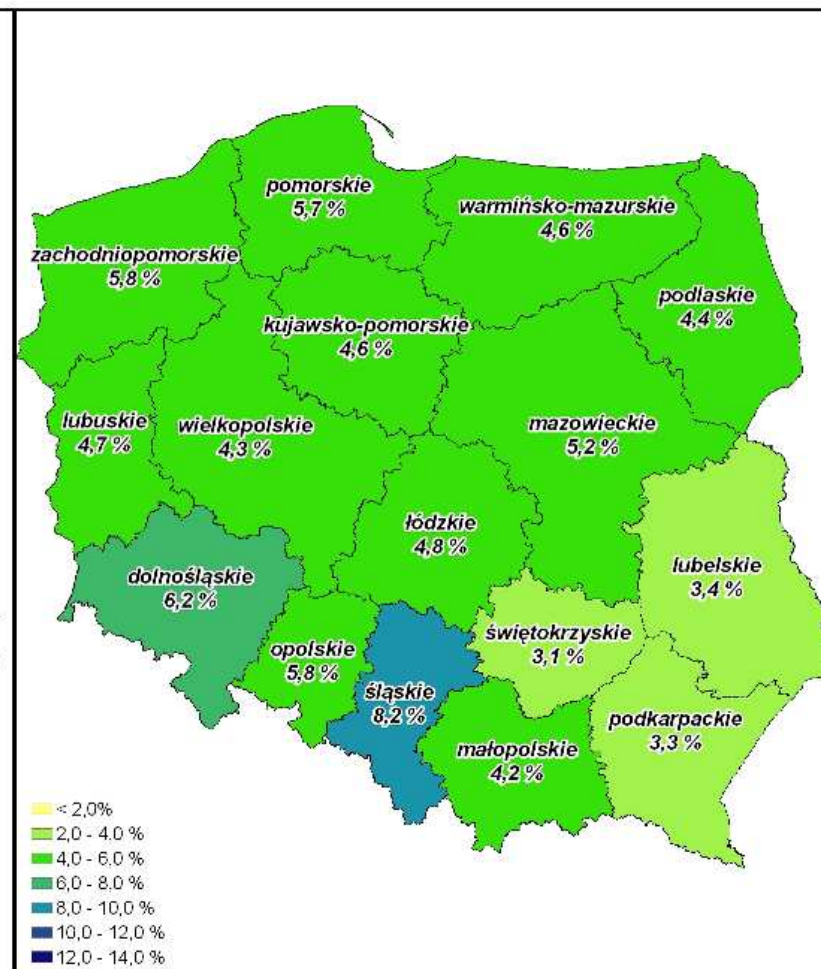 pomorskie
5,7 %
warmińsko-mazurskie
4,6 %
zachodniopomorskie
5,8 %
podlaskie
4,4 %
kujawsko-pomorskie
4,6 %
lubuskie
4,7 %
wielkopolskie
4,3 %
mazowieckie
5,2 %
łódzkie
4,8 %
lubelskie
3,4 %
dolnośląskie
6,2 %
opolskie
5,8 %
świętokrzyskie
3,1 %
śląskie
8,2 %
podkarpackie
3,3 %
małopolskie
4,2 %
< 2,0%
2,0 - 4.0 %
4,0 - 6.0 %
6,0 - 8.0 %
8,0 - 10,0 %
10,0 - 12,0 %
12,0 - 14,0 %